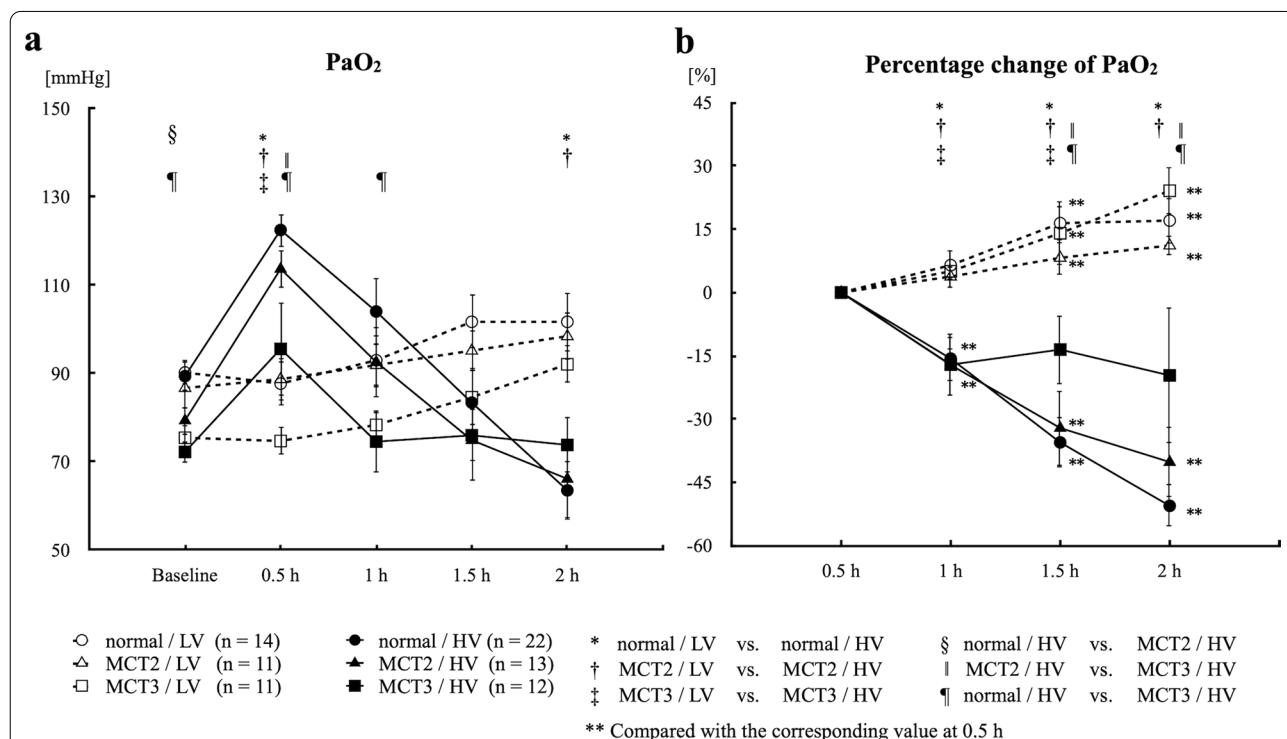 a
PaO₂
[mmHg]
150
130
110
90
70
50
§
¶
*
†
‡
‖
¶
¶
*
†
Baseline 0.5 h 1 h 1.5 h 2 h
b
Percentage change of PaO₂
[%]
45
30
15
0
-15
-30
-45
-60
*
†
‡
*
† ‖
‡ ¶
* ‖
† ¶
**
**
**
**
**
**
**
**
**
**
**
**
0.5 h 1 h 1.5 h 2 h
normal / LV (n = 14)
MCT2 / LV (n = 11)
MCT3 / LV (n = 11)
normal / HV (n = 22)
MCT2 / HV (n = 13)
MCT3 / HV (n = 12)
* normal / LV vs. normal / HV
† MCT2 / LV vs. MCT2 / HV
‡ MCT3 / LV vs. MCT3 / HV
§ normal / HV vs. MCT2 / HV
‖ MCT2 / HV vs. MCT3 / HV
¶ normal / HV vs. MCT3 / HV
** Compared with the corresponding value at 0.5 h